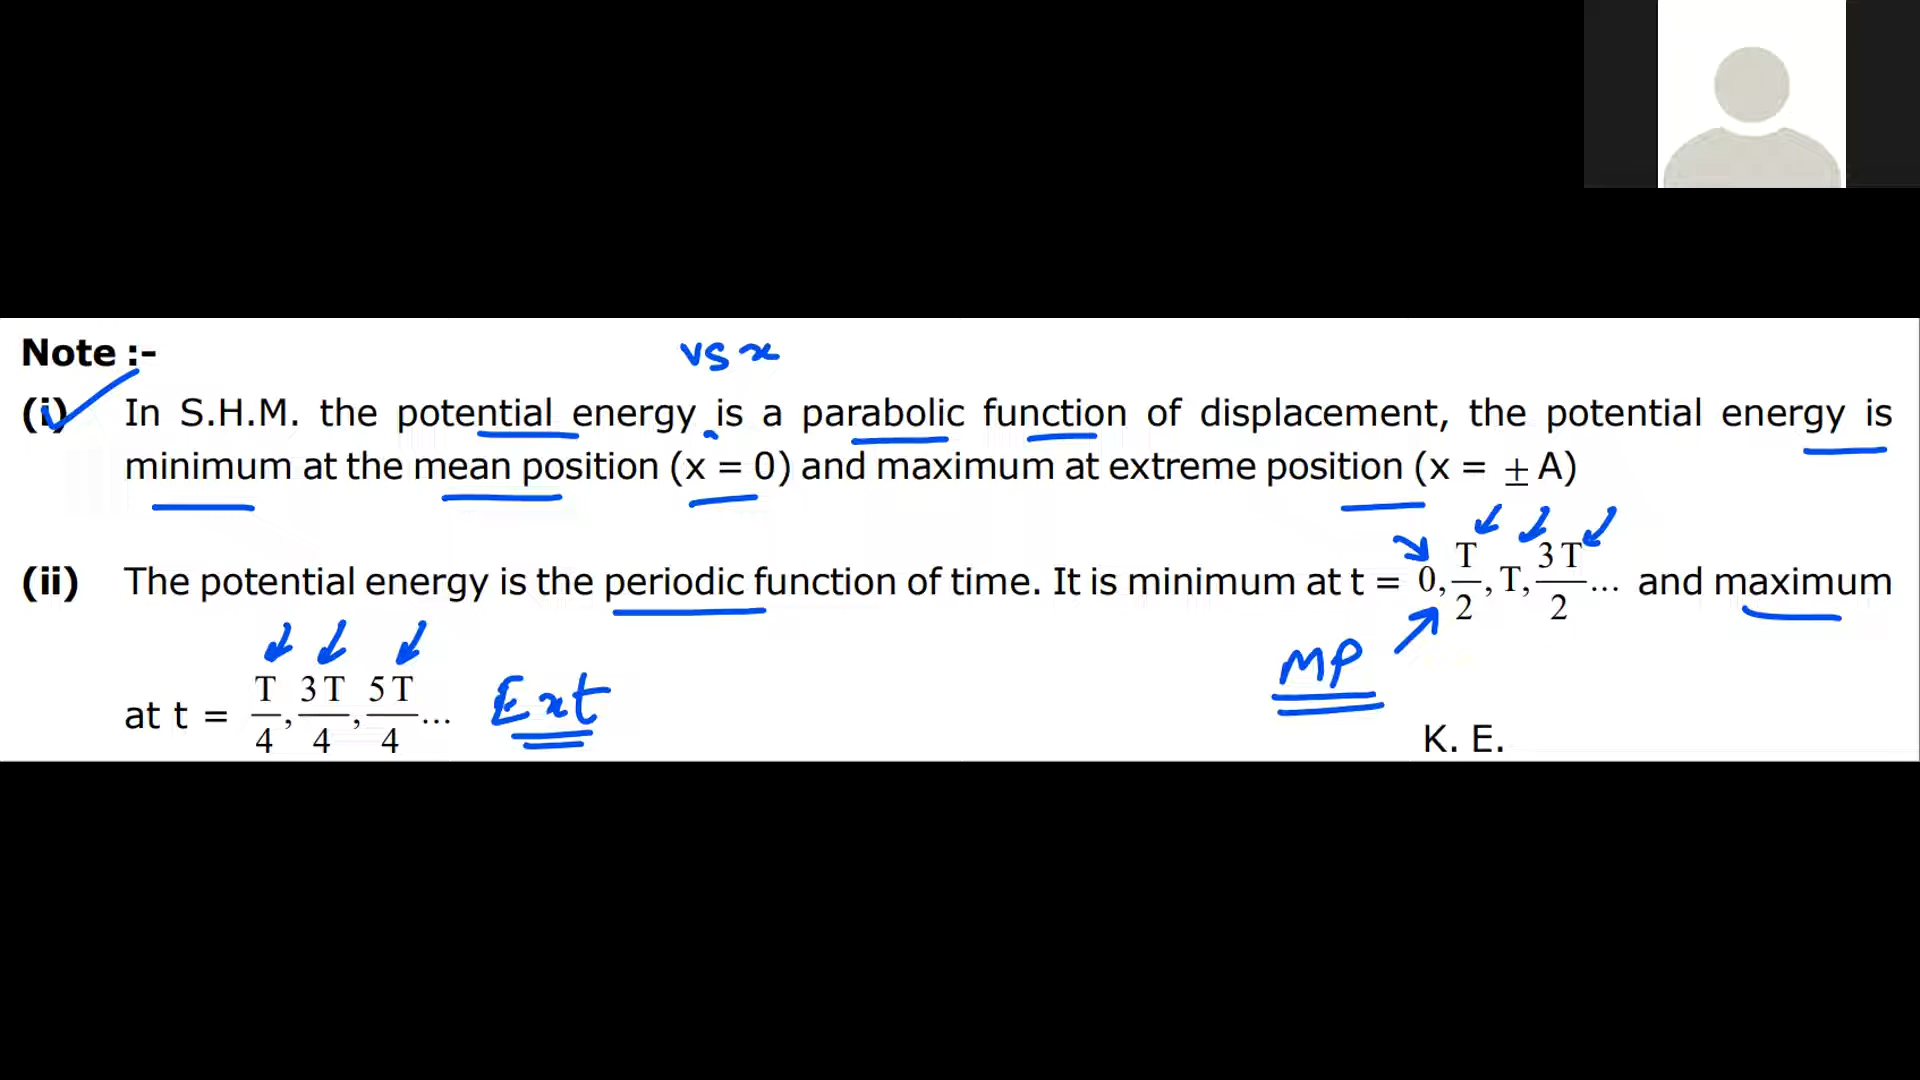 Note :-
vs x
(i) In S.H.M. the potential energy is a parabolic function of displacement, the potential energy is
minimum at the mean position (x = 0) and maximum at extreme position (x = ± A)
(ii) The potential energy is the periodic function of time. It is minimum at t = 0, T/2, T, 3T/2 ... and maximum
MP
at t = T/4, 3T/4, 5T/4 ... Ext
K. E.